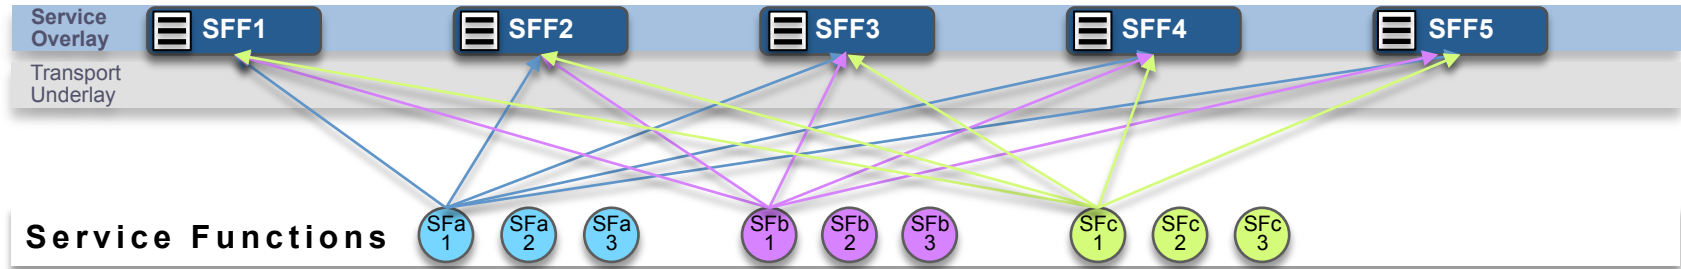 Service
Overlay
SFF1
SFF2
SFF3
SFF4
SFF5
Transport
Underlay
Service Functions
SFa
1
SFa
2
SFa
3
SFb
1
SFb
2
SFb
3
SFc
1
SFc
2
SFc
3